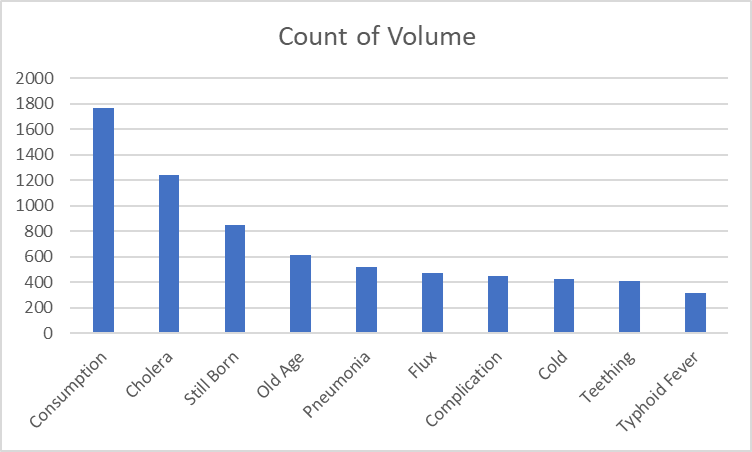 Count of Volume
2000
1800
1600
1400
1200
1000
800
600
400
200
0
Consumption
Cholera
Still Born
Old Age
Pneumonia
Flux
Complication
Cold
Teething
Typhoid Fever